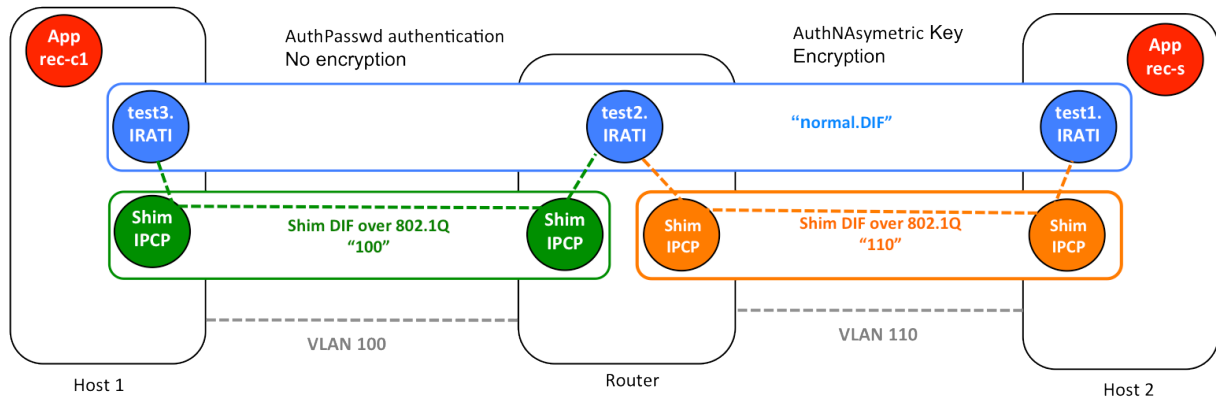 App
rec-c1
AuthPasswd authentication
No encryption
AuthNAsymetric Key
Encryption
App
rec-s
test3.
IRATI
test2.
IRATI
“normal.DIF”
test1.
IRATI
Shim
IPCP
Shim DIF over 802.1Q
“100”
Shim
IPCP
Shim
IPCP
Shim DIF over 802.1Q
“110”
Shim
IPCP
VLAN 100
VLAN 110
Host 1
Router
Host 2